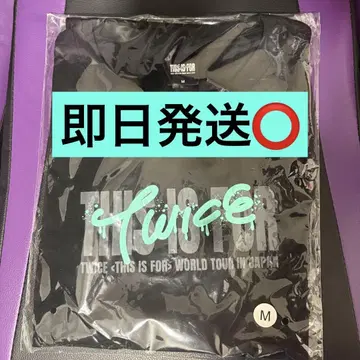 THIS IS FOR
M
即日発送⭕
THIS IS FOR
TWICE
TWICE <THIS IS FOR> WORLD TOUR IN JAPAN
M